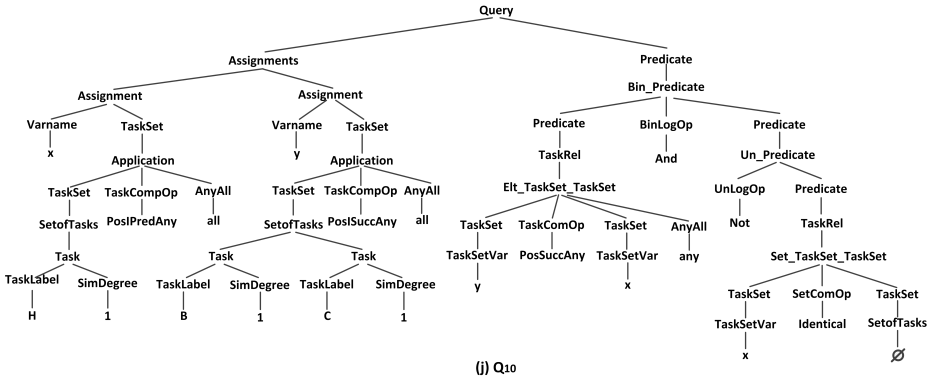 Query
Assignments Predicate
Assignment Assignment Bin_Predicate
Varname TaskSet Varname TaskSet Predicate BinLogOp Predicate
x y And
Application Application TaskRel Un_Predicate
TaskSet TaskCompOp AnyAll TaskSet TaskCompOp AnyAll Elt_TaskSet_TaskSet UnLogOp Predicate
SetofTasks PoslPredAny all SetofTasks PoslSuccAny all TaskSet TaskComOp TaskSet AnyAll Not TaskRel
Task Task Task TaskSetVar PosSuccAny TaskSetVar any Set_TaskSet_TaskSet
TaskLabel SimDegree TaskLabel SimDegree TaskLabel SimDegree y x TaskSet SetComOp TaskSet
H 1 B 1 C 1 TaskSetVar Identical SetofTasks
x ∅
(j) Q10